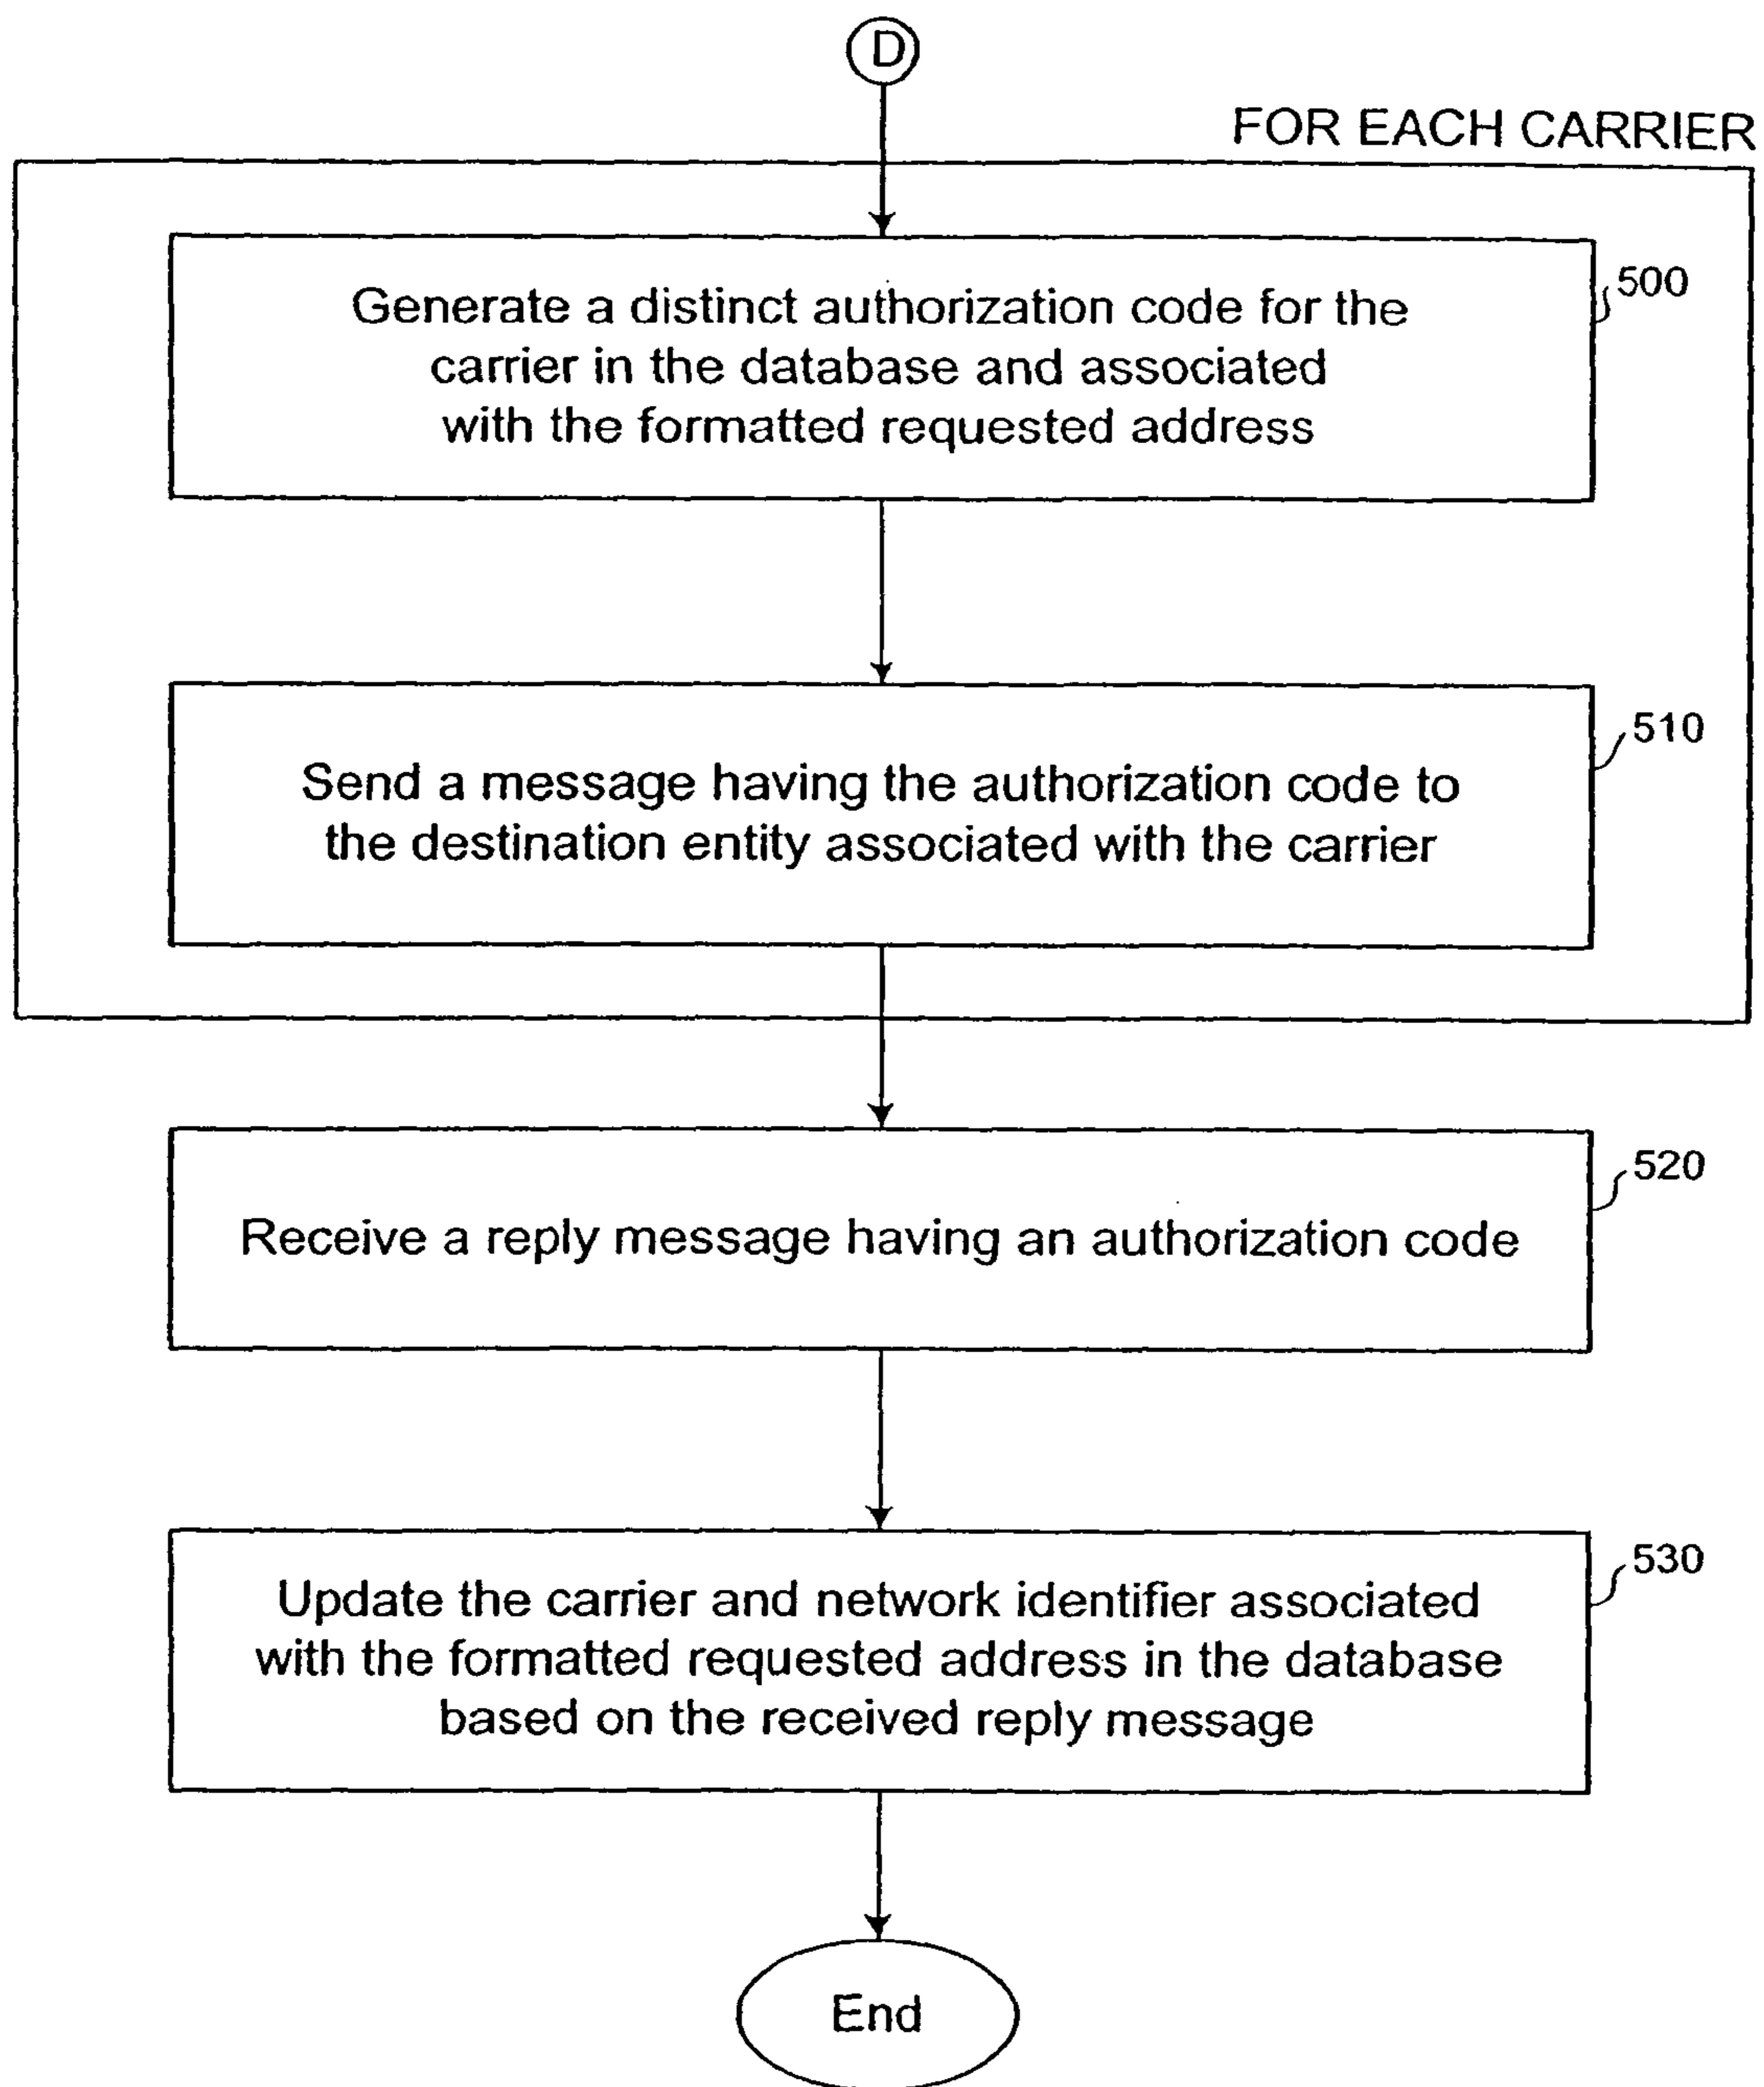 D
FOR EACH CARRIER
Generate a distinct authorization code for the
carrier in the database and associated
with the formatted requested address
500
Send a message having the authorization code to
the destination entity associated with the carrier
510
Receive a reply message having an authorization code
520
Update the carrier and network identifier associated
with the formatted requested address in the database
based on the received reply message
530
End